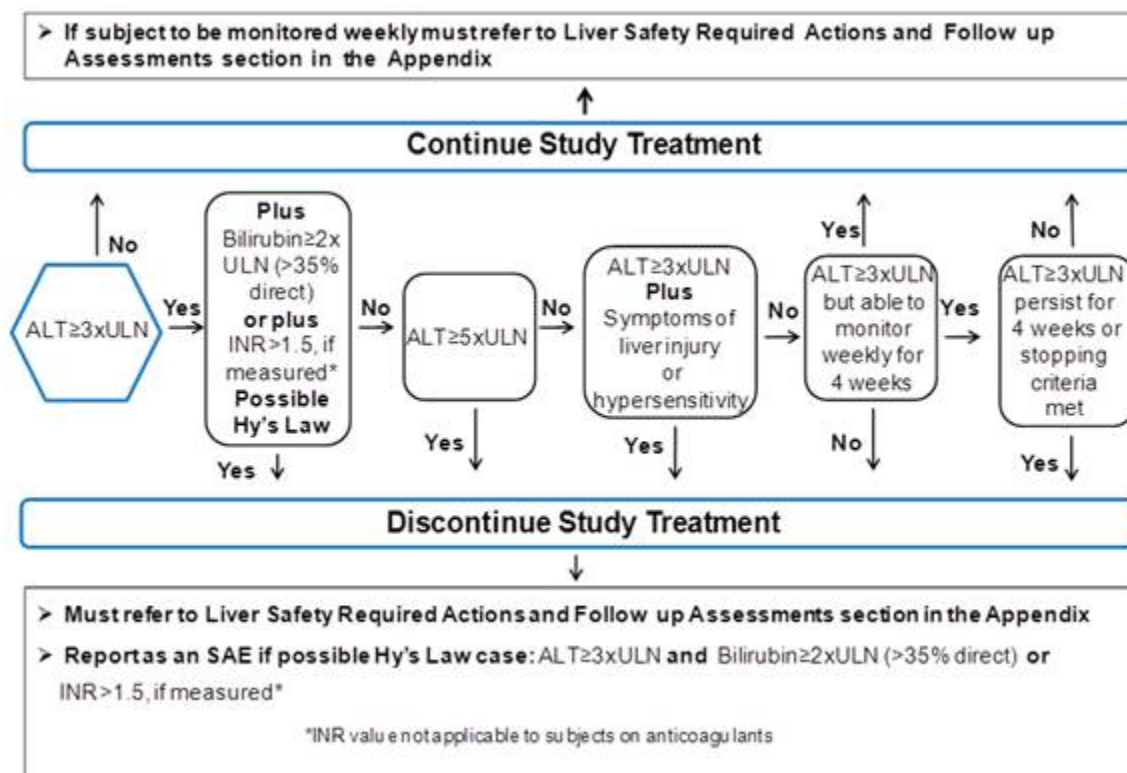 ➢ If subject to be monitored weekly must refer to Liver Safety Required Actions and Follow up
Assessments section in the Appendix
Continue Study Treatment
No
ALT≥3xULN
Yes
Plus
Bilirubin≥2x
ULN (>35%
direct)
or plus
INR>1.5, if
measured*
Possible
Hy's Law
Yes
No
ALT≥5xULN
Yes
No
ALT≥3xULN
Plus
Symptoms of
liver injury
or
hypersensitivity
Yes
No
Yes
ALT≥3xULN
but able to
monitor
weekly for
4 weeks
No
Yes
No
ALT≥3xULN
persist for
4 weeks or
stopping
criteria
met
Yes
Discontinue Study Treatment
➢ Must refer to Liver Safety Required Actions and Follow up Assessments section in the Appendix
➢ Report as an SAE if possible Hy's Law case: ALT≥3xULN and Bilirubin≥2xULN (>35% direct) or
INR>1.5, if measured*
*INR value not applicable to subjects on anticoagulants